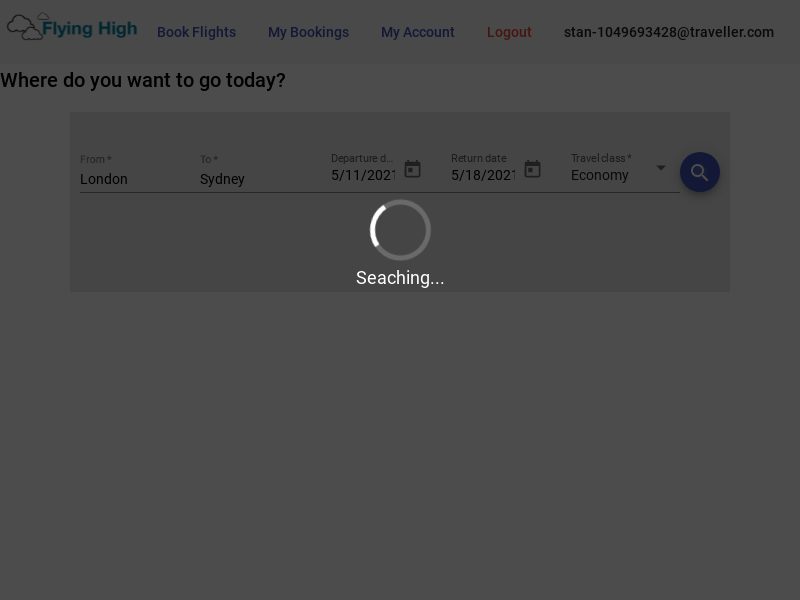 Flying High Book Flights My Bookings My Account Logout stan-1049693428@traveller.com
Where do you want to go today?
From * To * Departure d... Return date Travel class *
London Sydney 5/11/2021 5/18/2021 Economy
Seaching...